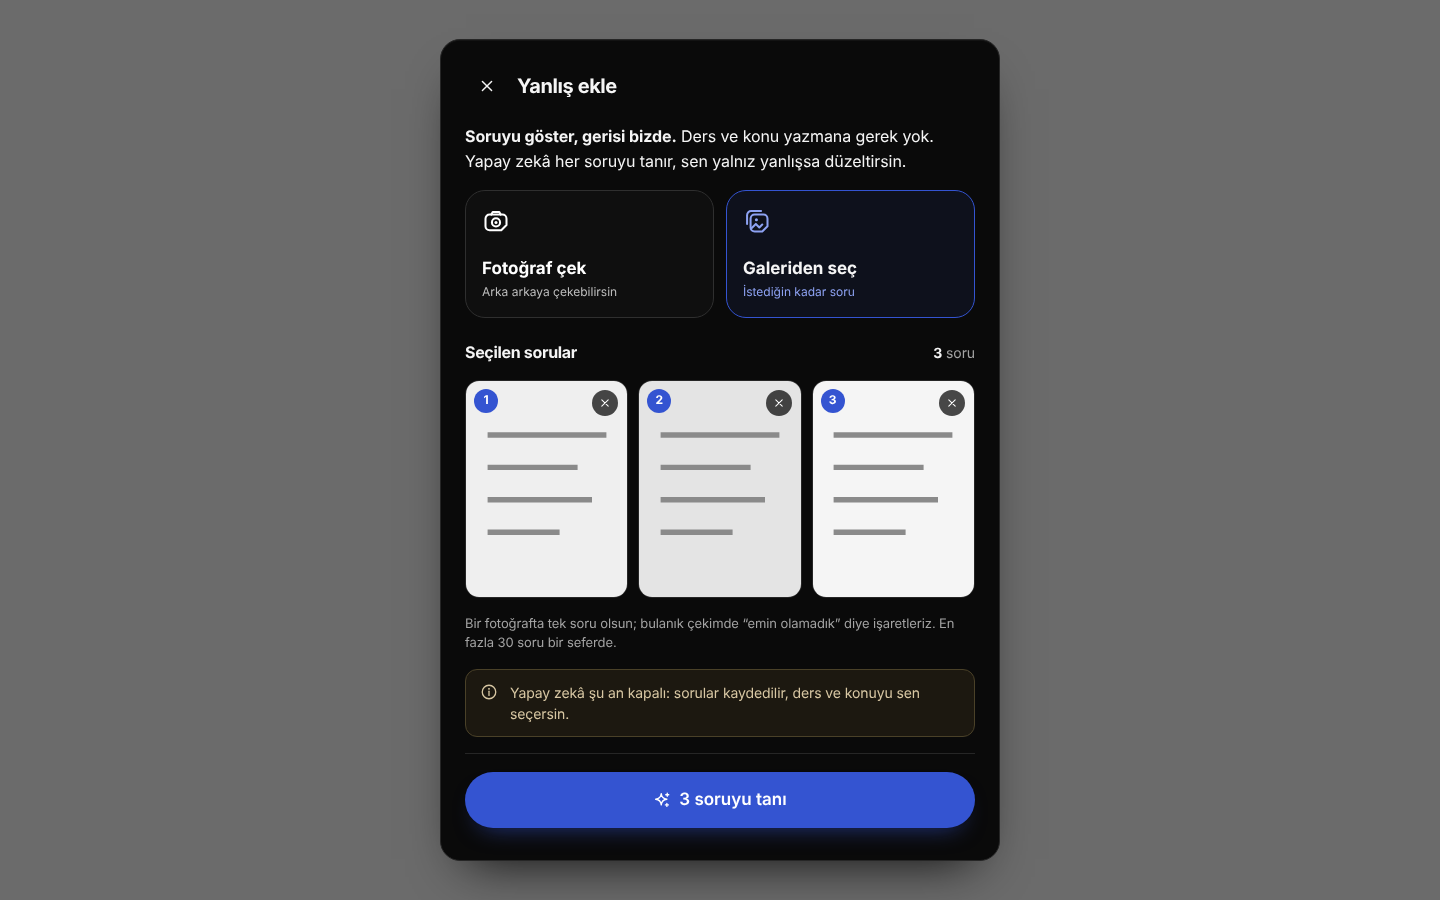 Yanlış ekle
Soruyu göster, gerisi bizde. Ders ve konu yazmana gerek yok.
Yapay zekâ her soruyu tanır, sen yalnız yanlışsa düzeltirsin.
Fotoğraf çek
Arka arkaya çekebilirsin
Galeriden seç
İstediğin kadar soru
Seçilen sorular
3 soru
1
2
3
Bir fotoğrafta tek soru olsun; bulanık çekimde “emin olamadık” diye işaretleriz. En
fazla 30 soru bir seferde.
Yapay zekâ şu an kapalı: sorular kaydedilir, ders ve konuyu sen
seçersin.
3 soruyu tanı